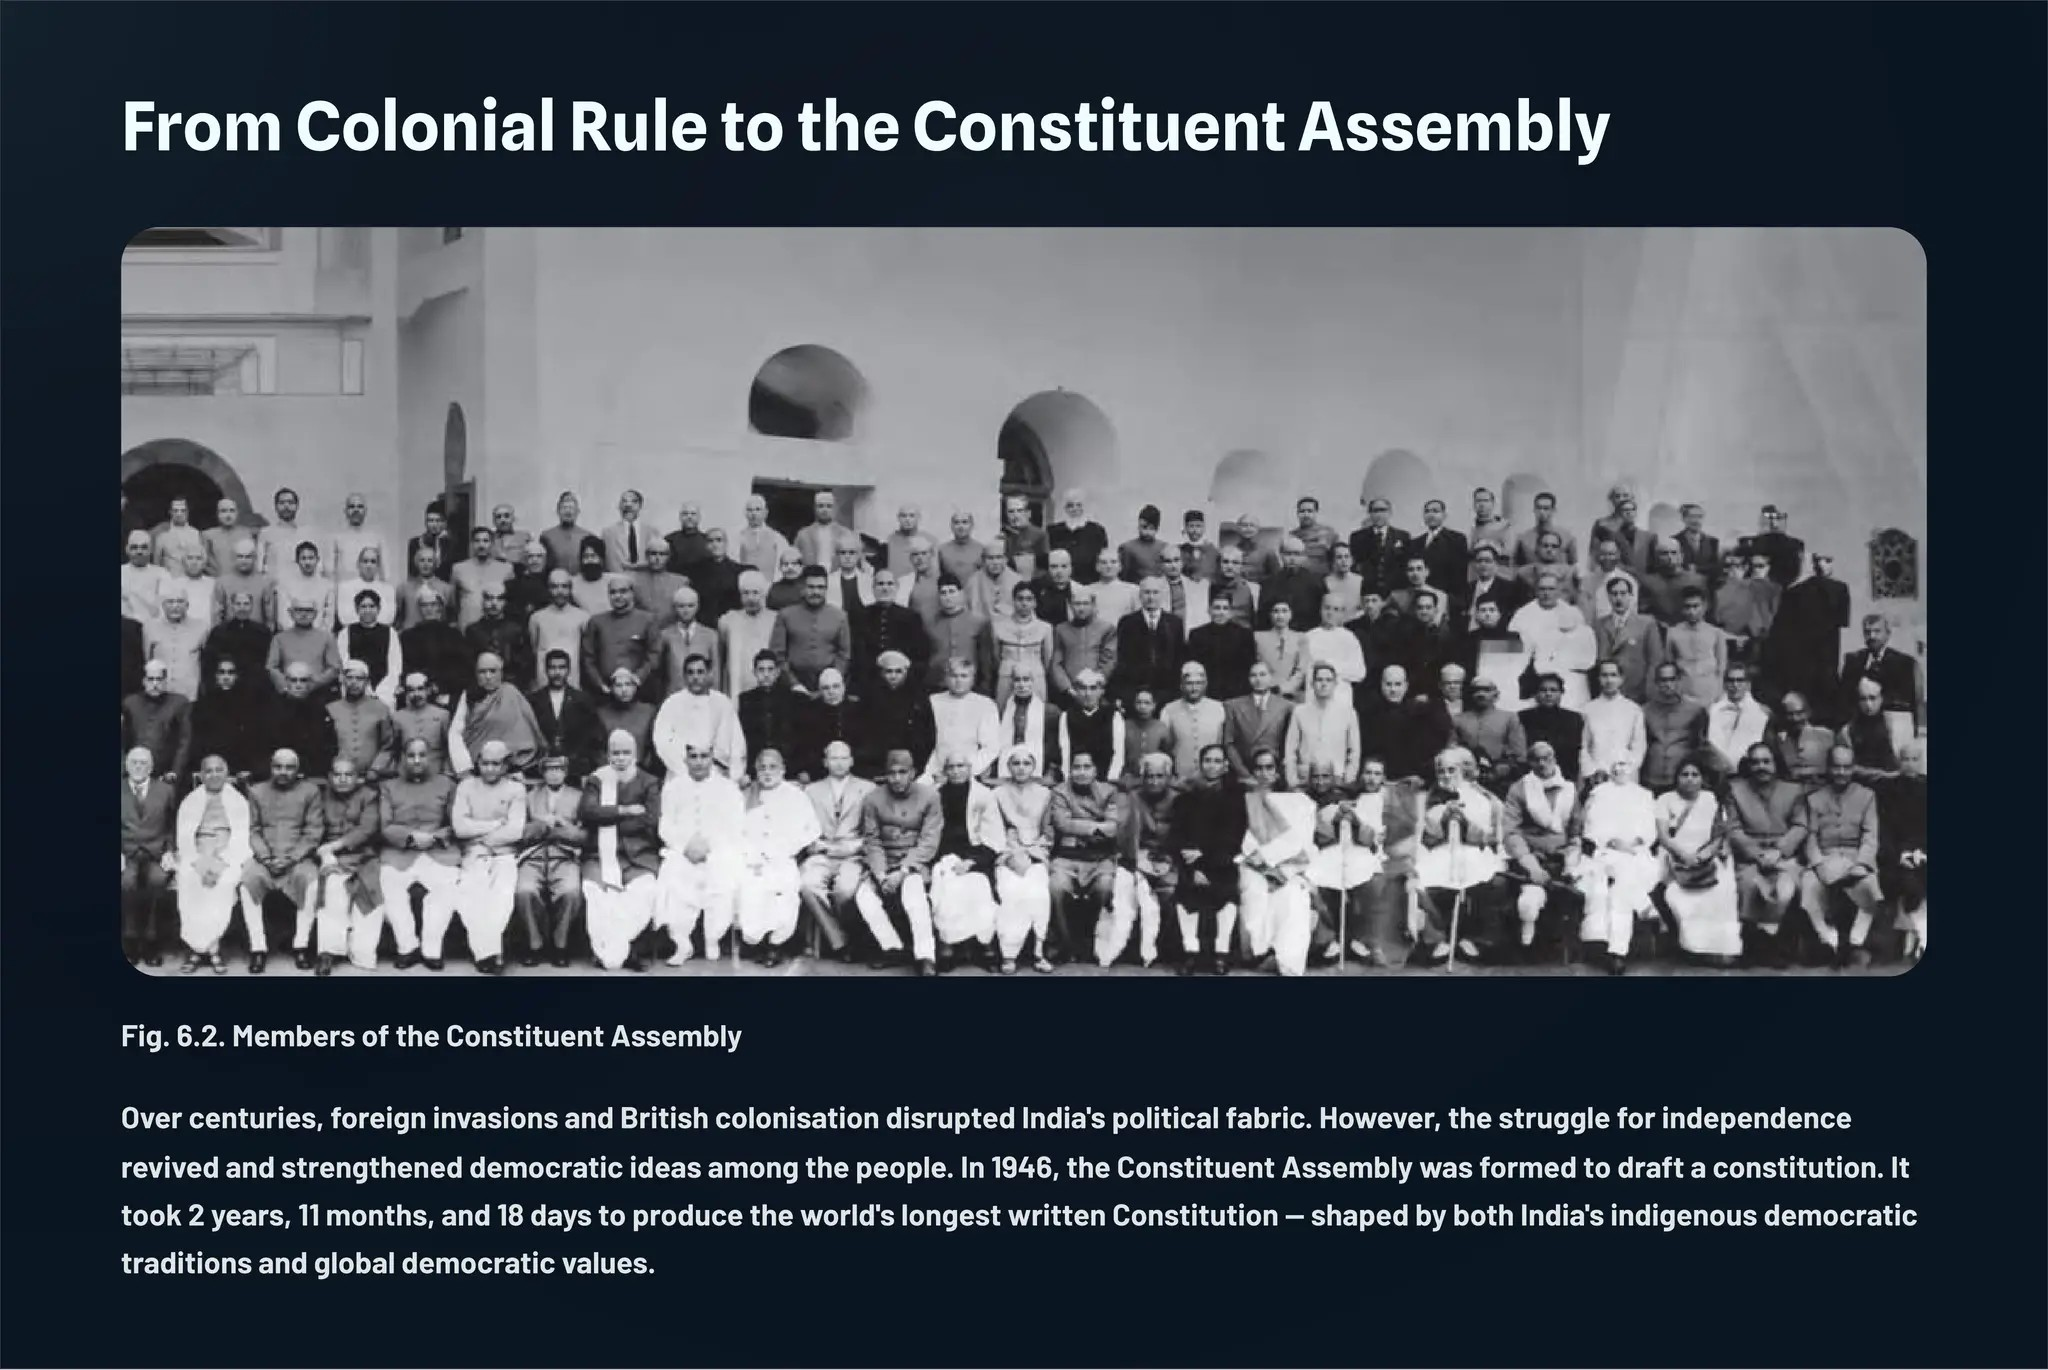 From Colonial Rule to the Constituent Assembly
Fig. 6.2. Members of the Constituent Assembly
Over centuries, foreign invasions and British colonisation disrupted India's political fabric. However, the struggle for independence
revived and strengthened democratic ideas among the people. In 1946, the Constituent Assembly was formed to draft a constitution. It
took 2 years, 11 months, and 18 days to produce the world's longest written Constitution — shaped by both India's indigenous democratic
traditions and global democratic values.